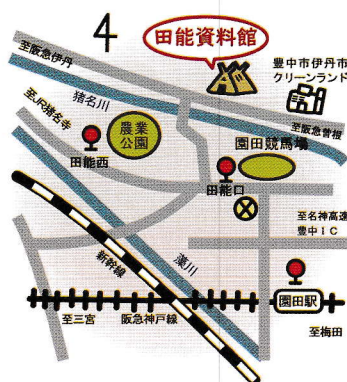 4
田能資料館
至阪急伊丹
豊中市伊丹市
クリーンランド
猪名川
至JR猪名寺
農業
公園
至阪急曽根
園田競馬場
田能西
田能口
至名神高速
豊中IC
新幹線
藻川
園田駅
至三宮
阪急神戸線
至梅田